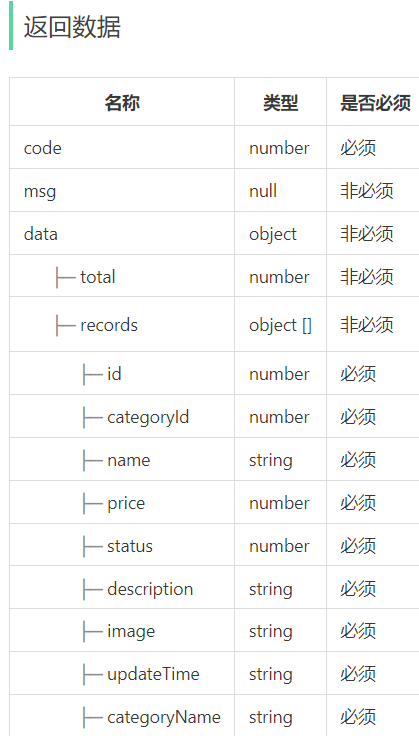 返回数据
名称 类型 是否必须
code number 必须
msg null 非必须
data object 非必须
├─ total number 非必须
├─ records object [] 非必须
├─ id number 必须
├─ categoryId number 必须
├─ name string 必须
├─ price number 必须
├─ status number 必须
├─ description string 必须
├─ image string 必须
├─ updateTime string 必须
├─ categoryName string 必须